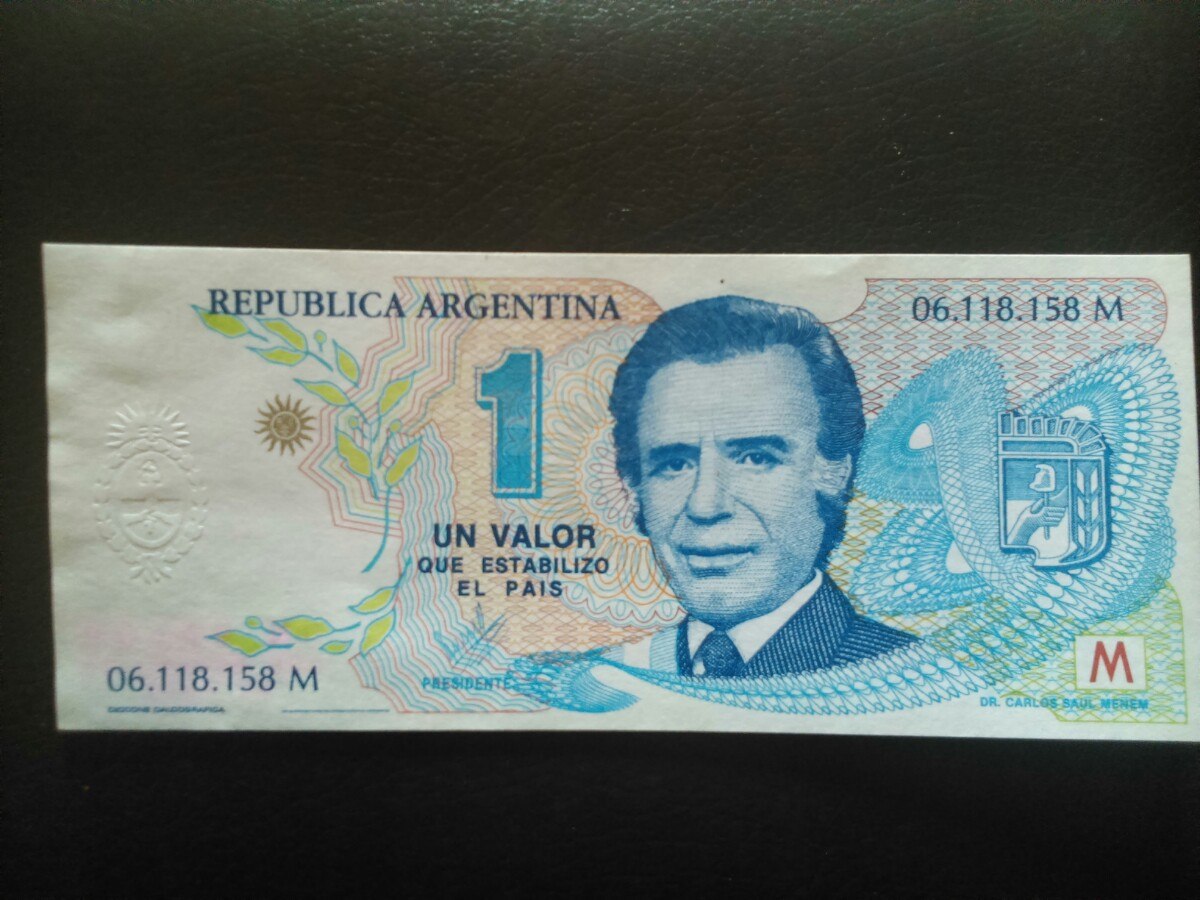 REPUBLICA ARGENTINA
06.118.158 M
1
UN VALOR
QUE ESTABILIZO
EL PAIS
06.118.158 M
PRESIDENTE
M
DR. CARLOS SAUL MENEM